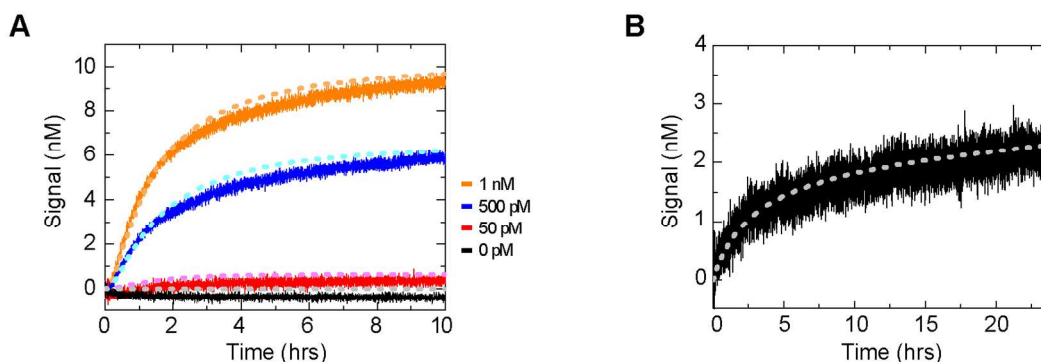 A
Signal (nM)
10
8
6
4
2
0
0 2 4 6 8 10
Time (hrs)
1 nM
500 pM
50 pM
0 pM
B
Signal (nM)
4
3
2
1
0
0 5 10 15 20
Time (hrs)